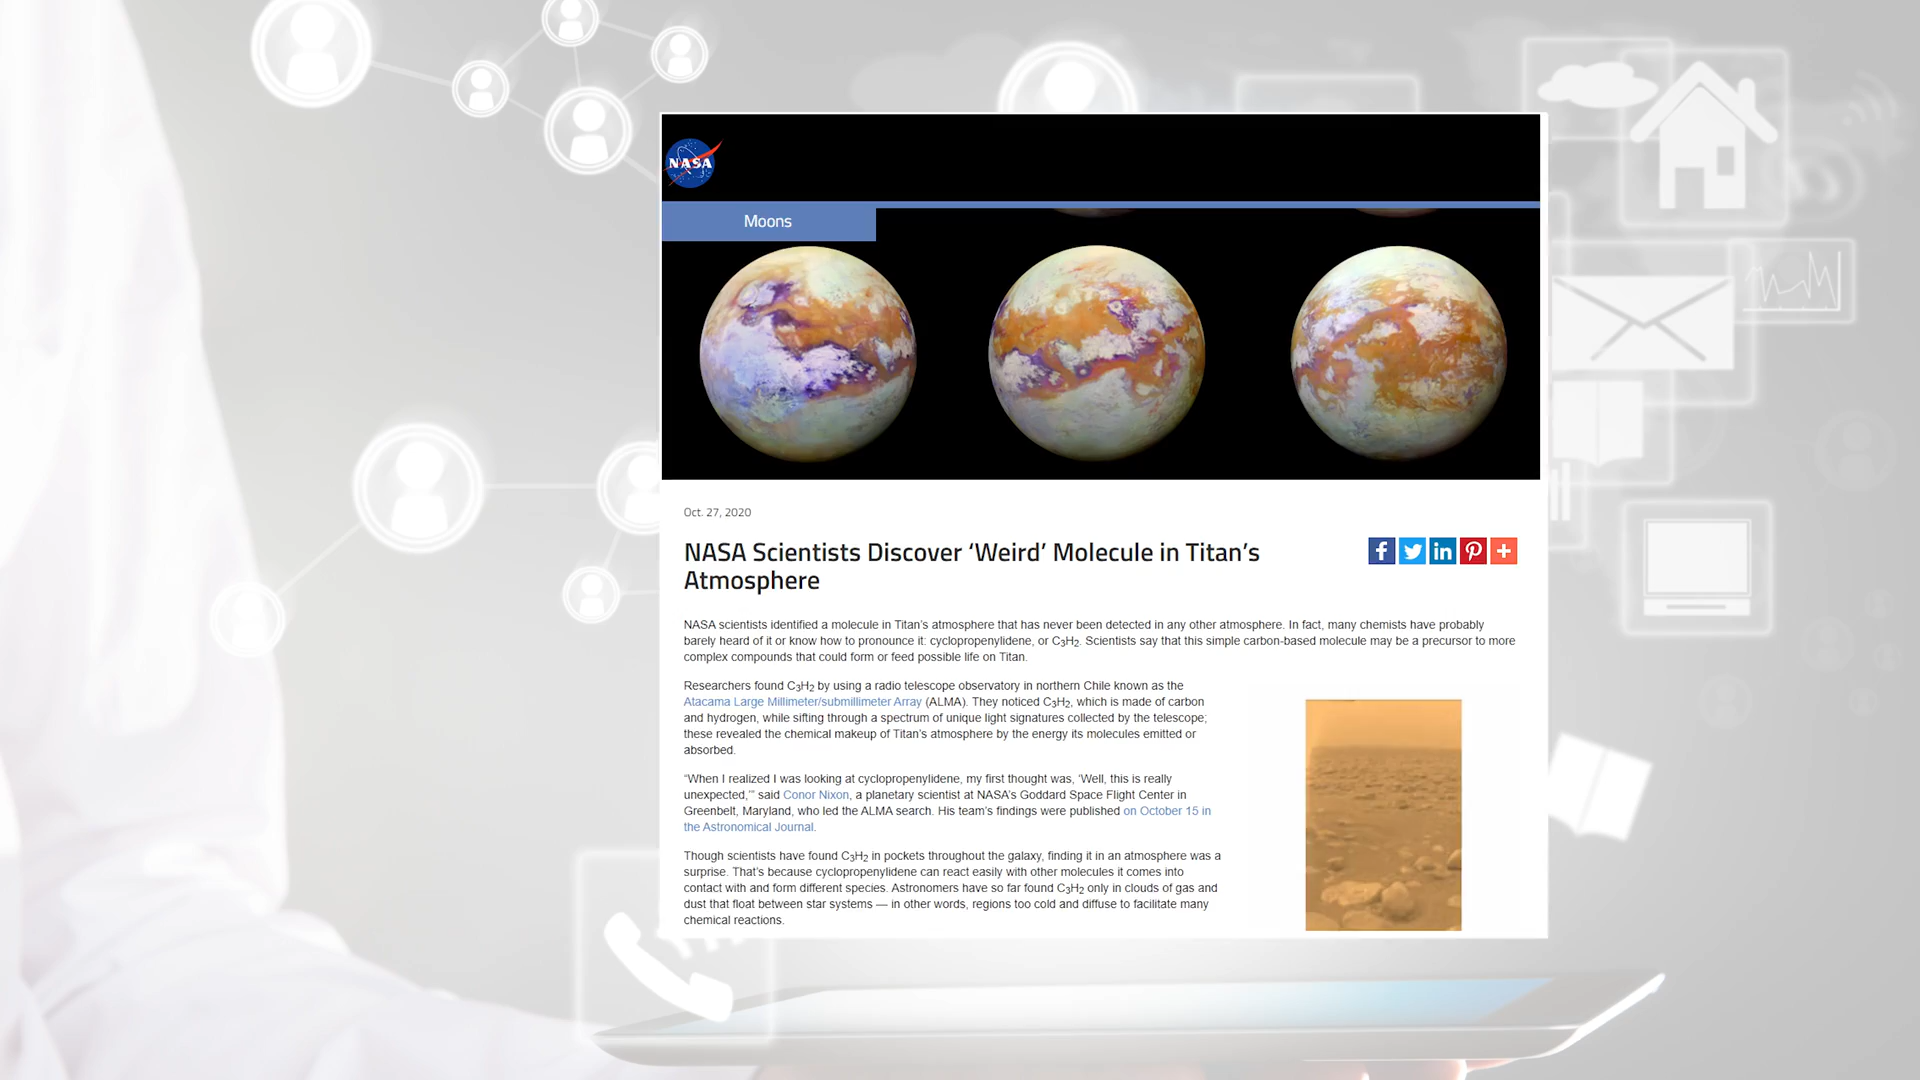 NASA
Moons
Oct. 27, 2020
NASA Scientists Discover ‘Weird’ Molecule in Titan’s
Atmosphere
NASA scientists identified a molecule in Titan’s atmosphere that has never been detected in any other atmosphere. In fact, many chemists have probably
barely heard of it or know how to pronounce it: cyclopropenylidene, or C3H2. Scientists say that this simple carbon-based molecule may be a precursor to more
complex compounds that could form or feed possible life on Titan.
Researchers found C3H2 by using a radio telescope observatory in northern Chile known as the
Atacama Large Millimeter/submillimeter Array (ALMA). They noticed C3H2, which is made of carbon
and hydrogen, while sifting through a spectrum of unique light signatures collected by the telescope;
these revealed the chemical makeup of Titan’s atmosphere by the energy its molecules emitted or
absorbed.
“When I realized I was looking at cyclopropenylidene, my first thought was, ‘Well, this is really
unexpected,’” said Conor Nixon, a planetary scientist at NASA’s Goddard Space Flight Center in
Greenbelt, Maryland, who led the ALMA search. His team’s findings were published on October 15 in
the Astronomical Journal.
Though scientists have found C3H2 in pockets throughout the galaxy, finding it in an atmosphere was a
surprise. That’s because cyclopropenylidene can react easily with other molecules it comes into
contact with and form different species. Astronomers have so far found C3H2 only in clouds of gas and
dust that float between star systems — in other words, regions too cold and diffuse to facilitate many
chemical reactions.